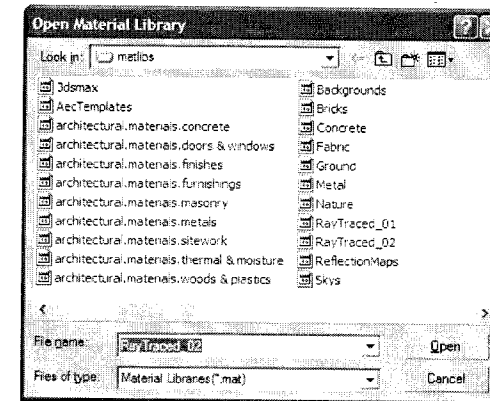 Open Material Library
Look in: matlibs
3dsmax
AecTemplates
architectural.materials.concrete
architectural.materials.doors & windows
architectural.materials.finishes
architectural.materials.furnishings
architectural.materials.masonry
architectural.materials.metals
architectural.materials.sitework
architectural.materials.thermal & moisture
architectural.materials.woods & plastics
Backgrounds
Bricks
Concrete
Fabric
Ground
Metal
Nature
RayTraced_01
RayTraced_02
ReflectionMaps
Skys
File name: RayTraced_02
Open
Files of type: Material Libraries(*.mat)
Cancel